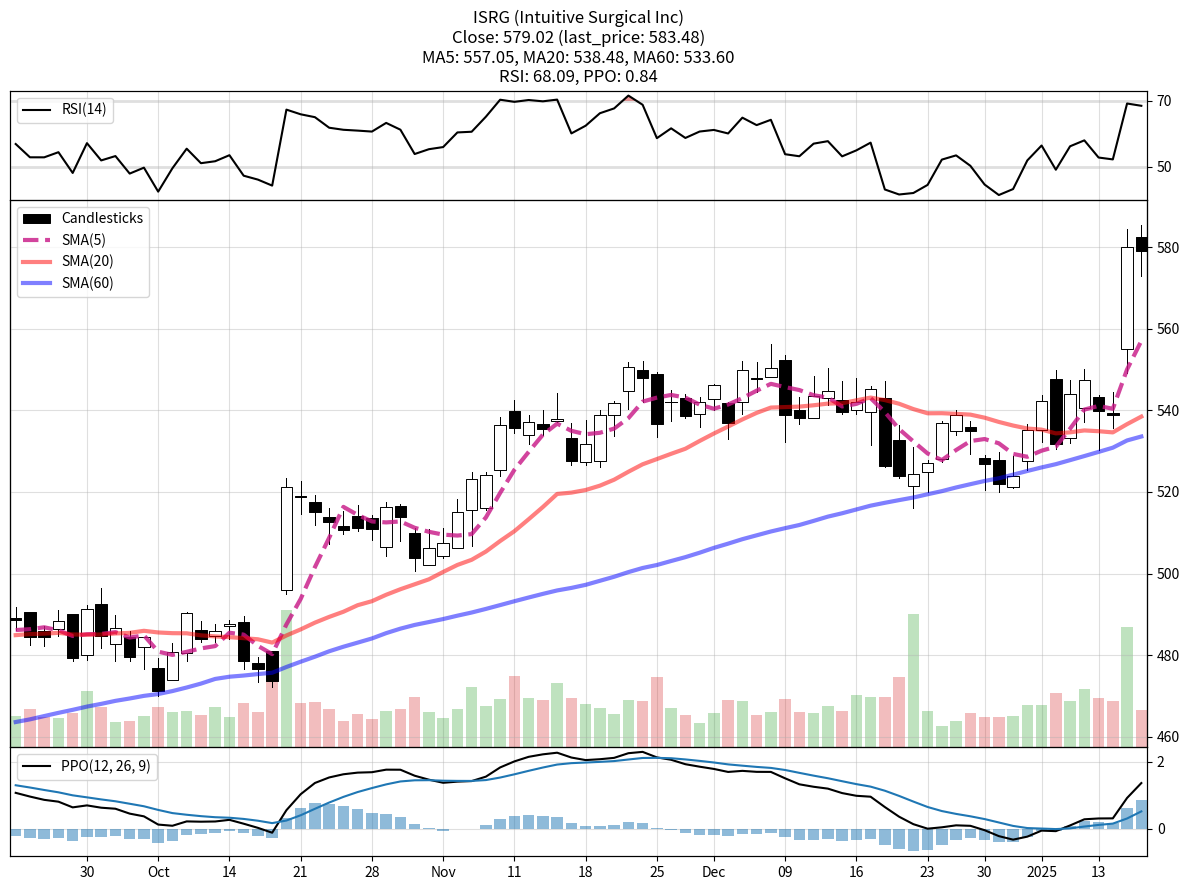 ISRG (Intuitive Surgical Inc)
Close: 579.02 (last_price: 583.48)
MA5: 557.05, MA20: 538.48, MA60: 533.60
RSI: 68.09, PPO: 0.84
RSI(14)
70
50
Candlesticks
SMA(5)
SMA(20)
SMA(60)
580
560
540
520
500
480
460
PPO(12, 26, 9)
2
0
30 Oct 14 21 28 Nov 11 18 25 Dec 09 16 23 30 2025 13